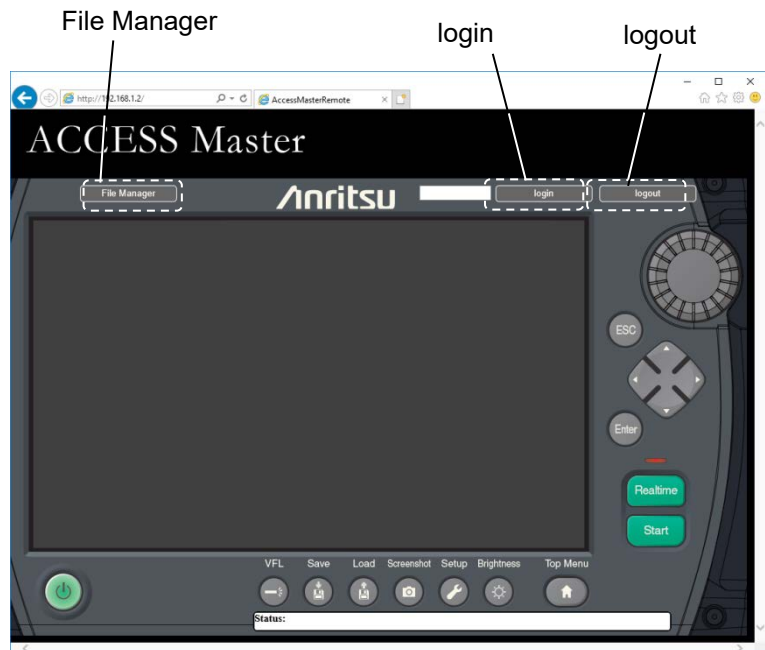 File Manager
login
logout
http://192.168.1.2/
AccessMasterRemote
ACCESS Master
File Manager
Anritsu
login
logout
ESC
Enter
Realtime
Start
VFL Save Load Screenshot Setup Brightness Top Menu
Status: